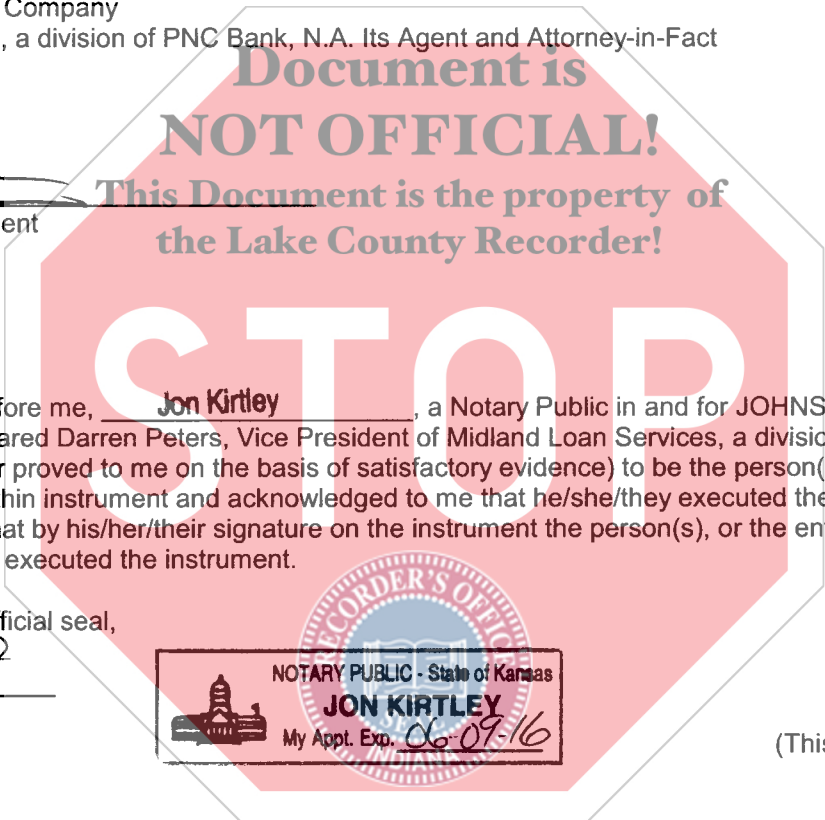 Company
, a division of PNC Bank, N.A. Its Agent and Attorney-in-Fact
Document is
NOT OFFICIAL!
This Document is the property of
the Lake County Recorder!
ent
STOP
fore me, Jon Kirtley, a Notary Public in and for JOHNS
ared Darren Peters, Vice President of Midland Loan Services, a divisio
r proved to me on the basis of satisfactory evidence) to be the person(
hin instrument and acknowledged to me that he/she/they executed the
at by his/her/their signature on the instrument the person(s), or the en
executed the instrument.
ficial seal,
RECORDER'S OFFICE
SEAL
INDIANA
NOTARY PUBLIC - State of Kansas
JON KIRTLEY
My Appt. Exp. 06-09-16
(This